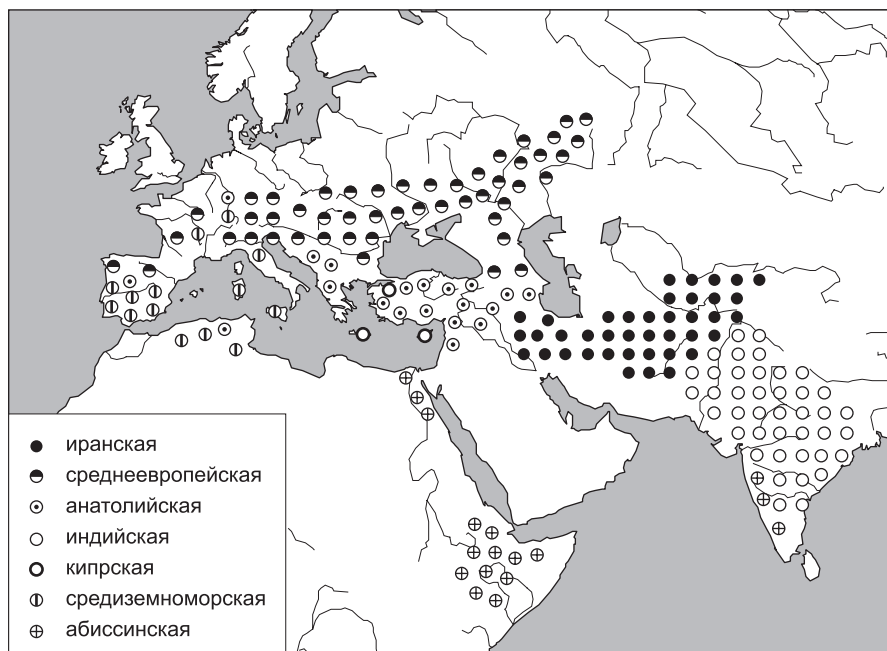 иранская
среднеевропейская
анатолийская
индийская
кипрская
средиземноморская
абиссинская